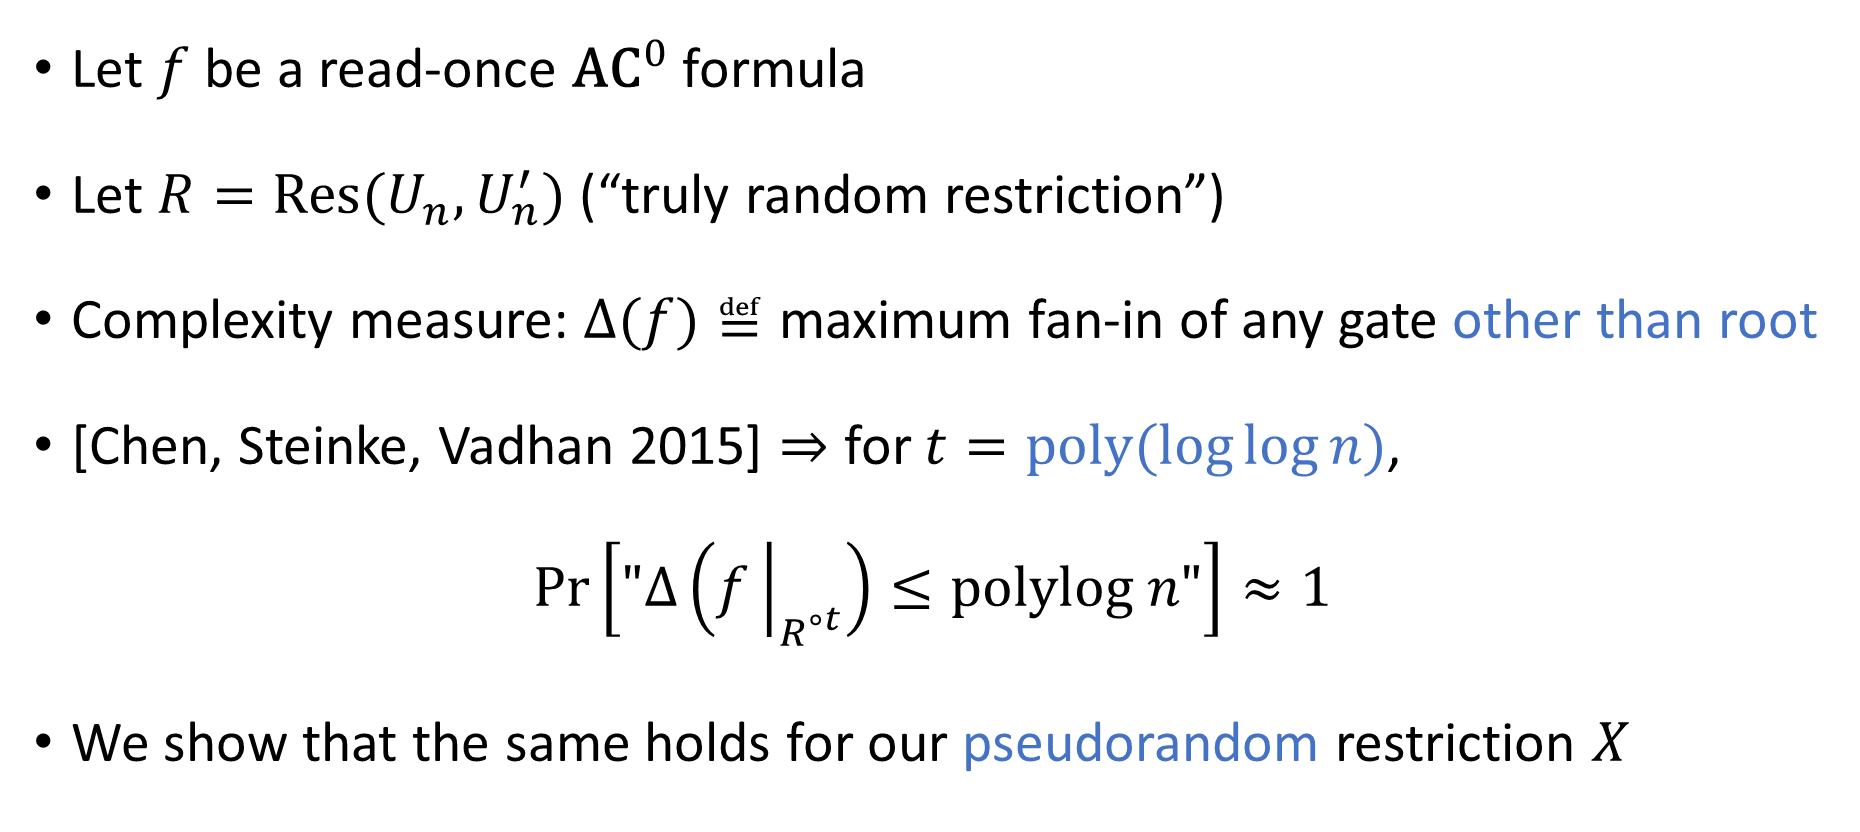 • Let f be a read-once AC⁰ formula
• Let R = Res(Uₙ, U′ₙ) (“truly random restriction”)
• Complexity measure: Δ(f) ≝ maximum fan-in of any gate other than root
• [Chen, Steinke, Vadhan 2015] ⇒ for t = poly(log log n),
Pr["Δ(f|_{R^{∘t}}) ≤ polylog n"] ≈ 1
• We show that the same holds for our pseudorandom restriction X